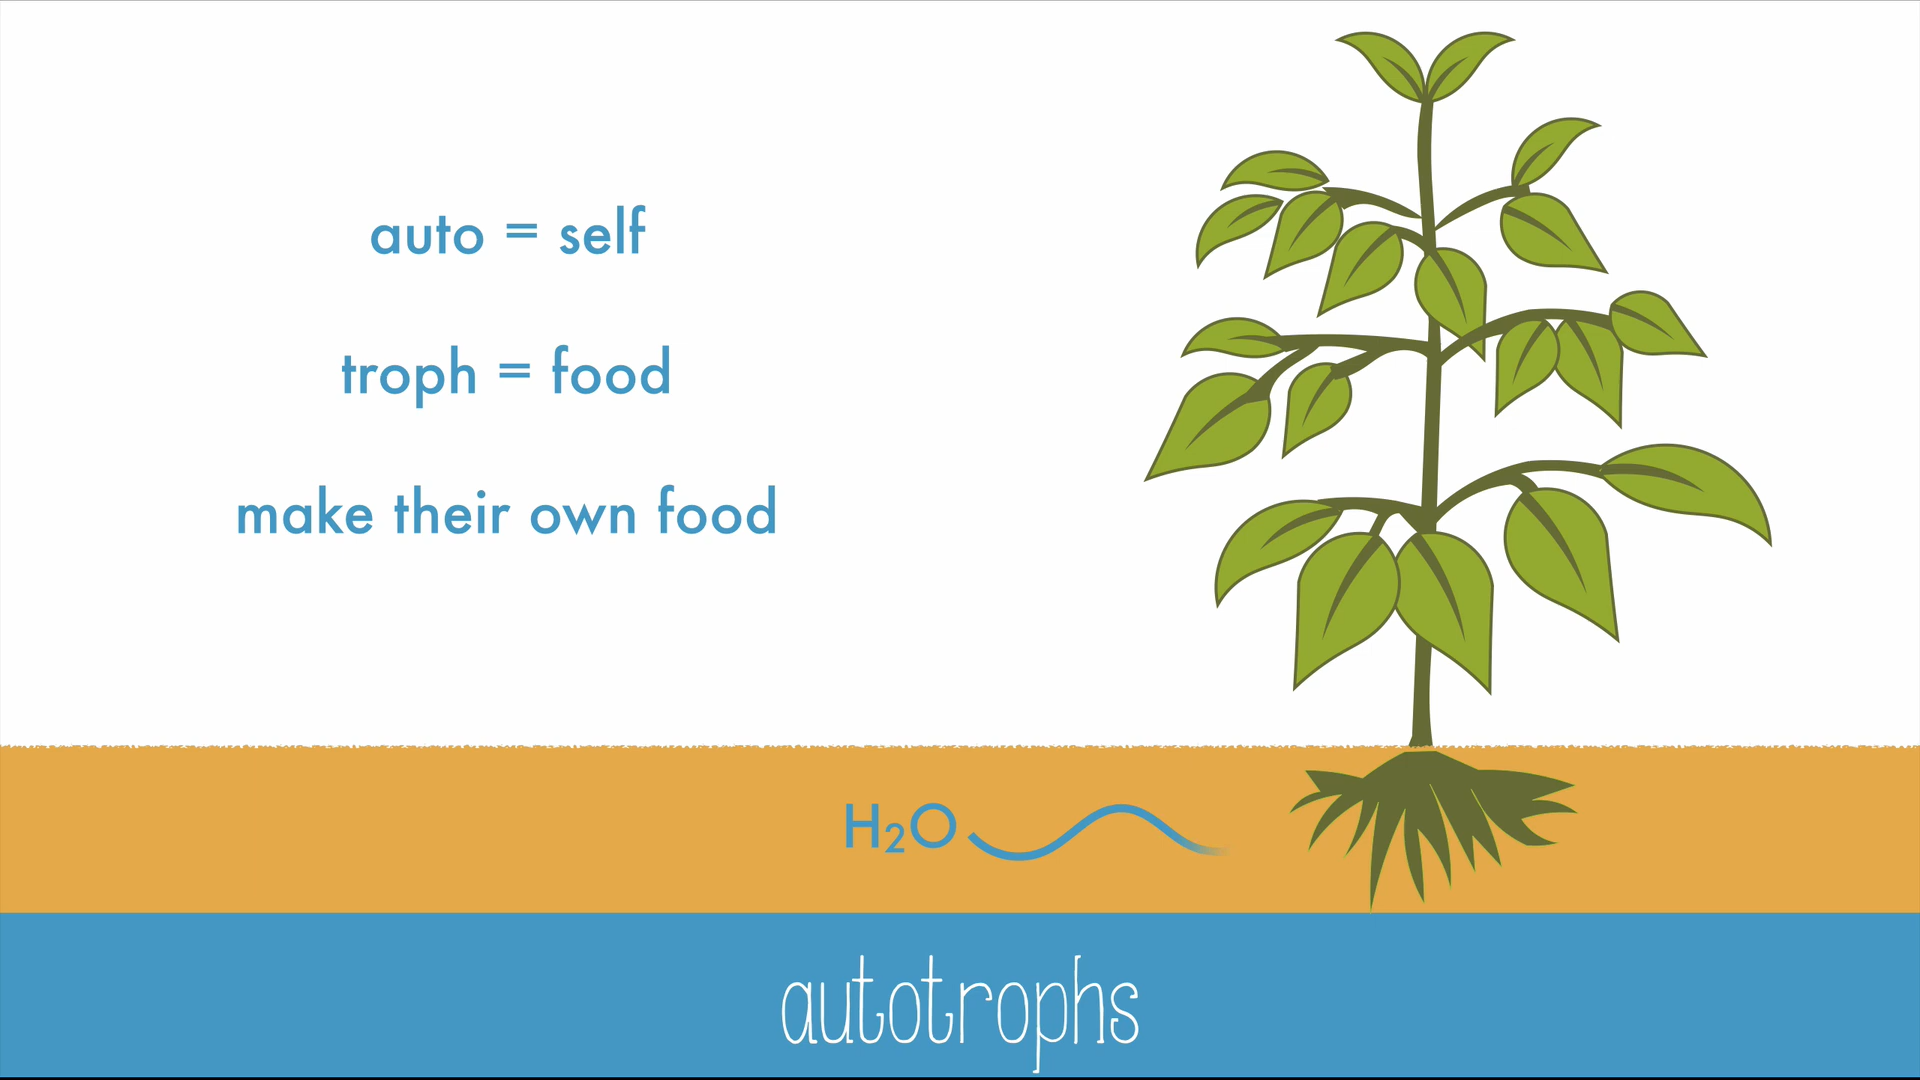 auto = self
troph = food
make their own food
H₂O
autotrophs